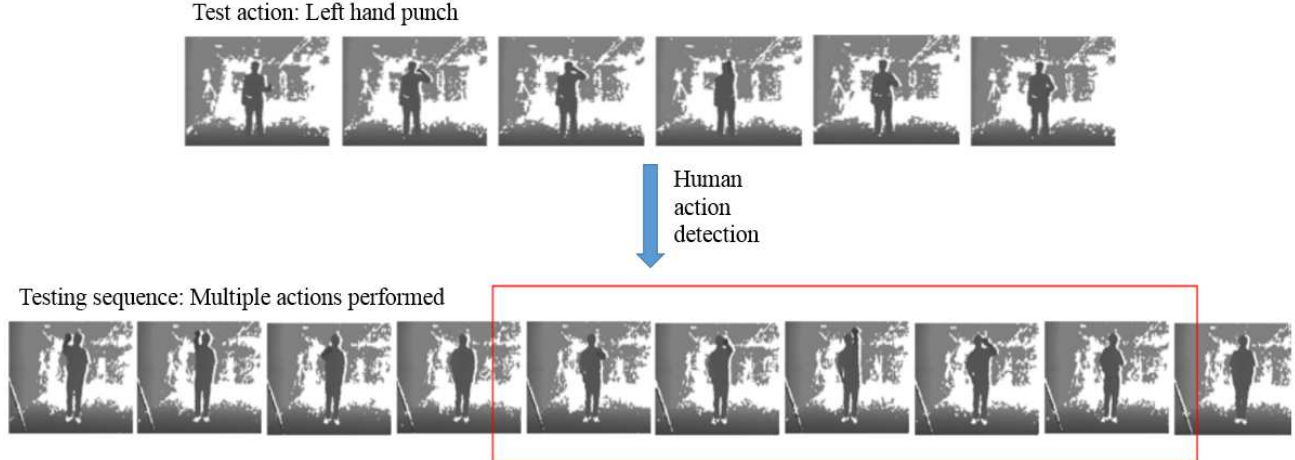 Test action: Left hand punch
Human
action
detection
Testing sequence: Multiple actions performed